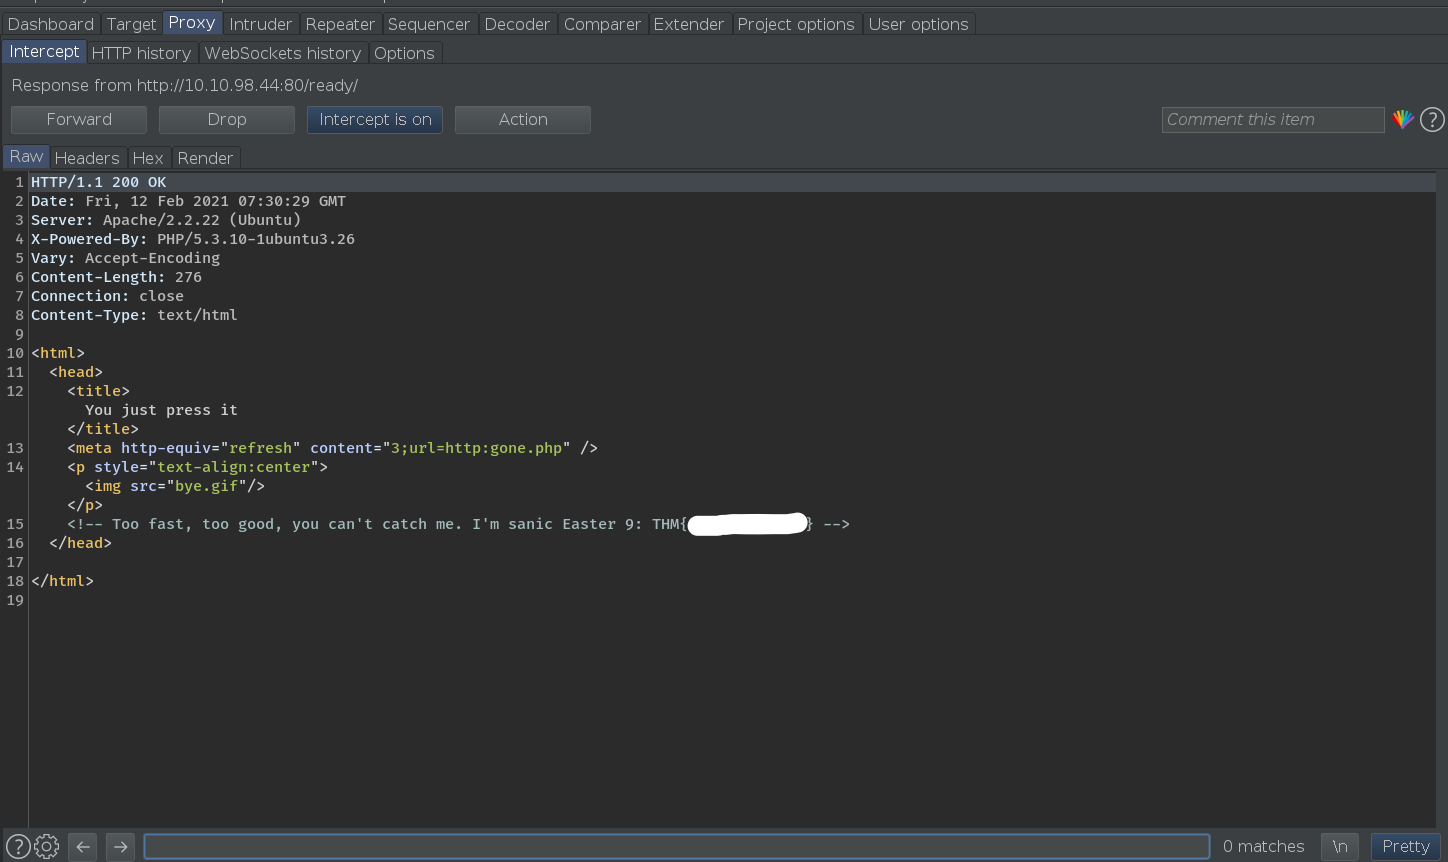 Dashboard Target Proxy Intruder Repeater Sequencer Decoder Comparer Extender Project options User options
Intercept HTTP history WebSockets history Options
Response from http://10.10.98.44:80/ready/
Forward Drop Intercept is on Action Comment this item ?
Raw Headers Hex Render
1 HTTP/1.1 200 OK
2 Date: Fri, 12 Feb 2021 07:30:29 GMT
3 Server: Apache/2.2.22 (Ubuntu)
4 X-Powered-By: PHP/5.3.10-1ubuntu3.26
5 Vary: Accept-Encoding
6 Content-Length: 276
7 Connection: close
8 Content-Type: text/html
9
10 <html>
11 <head>
12 <title>
You just press it
</title>
13 <meta http-equiv="refresh" content="3;url=http:gone.php" />
14 <p style="text-align:center">
<img src="bye.gif"/>
</p>
15 <!-- Too fast, too good, you can't catch me. I'm sanic Easter 9: THM{ } -->
16 </head>
17
18 </html>
19
? ← → 0 matches \n Pretty